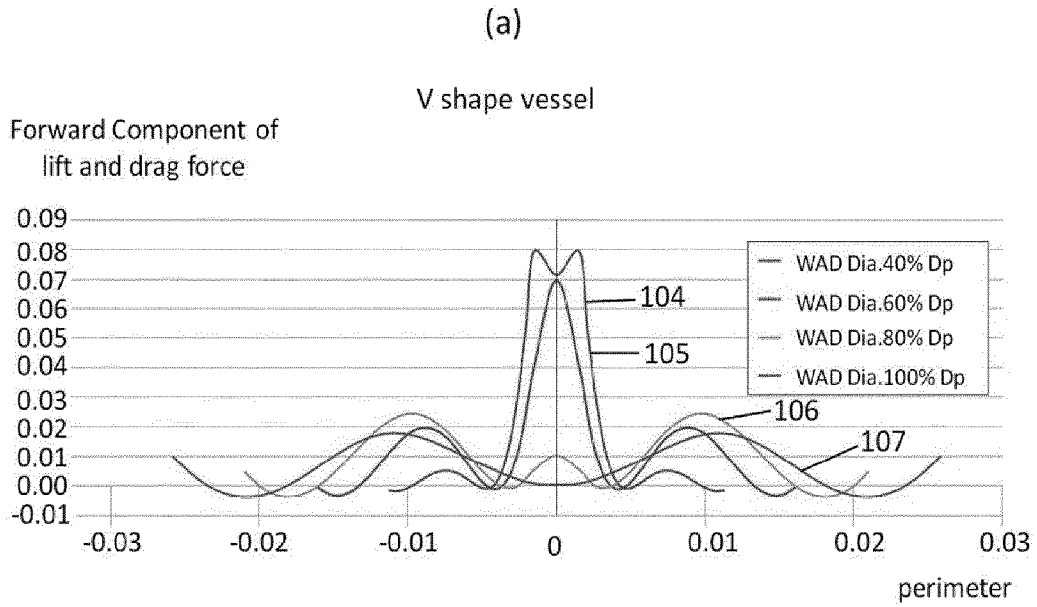 (a)
V shape vessel
Forward Component of
lift and drag force
0.09
0.08
0.07
0.06
0.05
0.04
0.03
0.02
0.01
0.00
-0.01
WAD Dia.40% Dp
WAD Dia.60% Dp
WAD Dia.80% Dp
WAD Dia.100% Dp
104
105
106
107
-0.03 -0.02 -0.01 0 0.01 0.02 0.03
perimeter